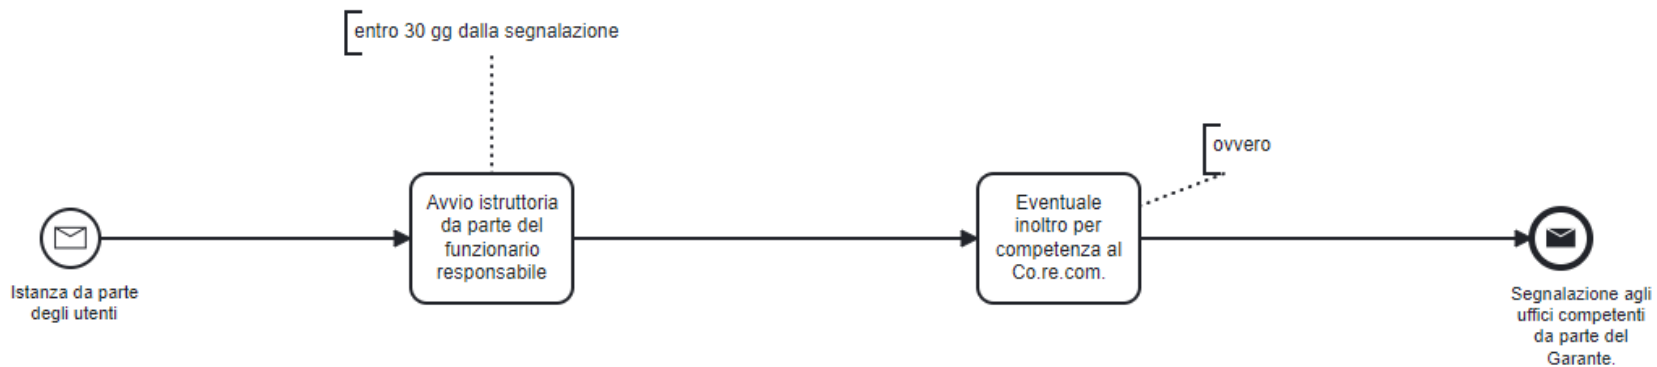 entro 30 gg dalla segnalazione
ovvero
Avvio istruttoria
da parte del
funzionario
responsabile
Eventuale
inoltro per
competenza al
Co.re.com.
Istanza da parte
degli utenti
Segnalazione agli
uffici competenti
da parte del
Garante.